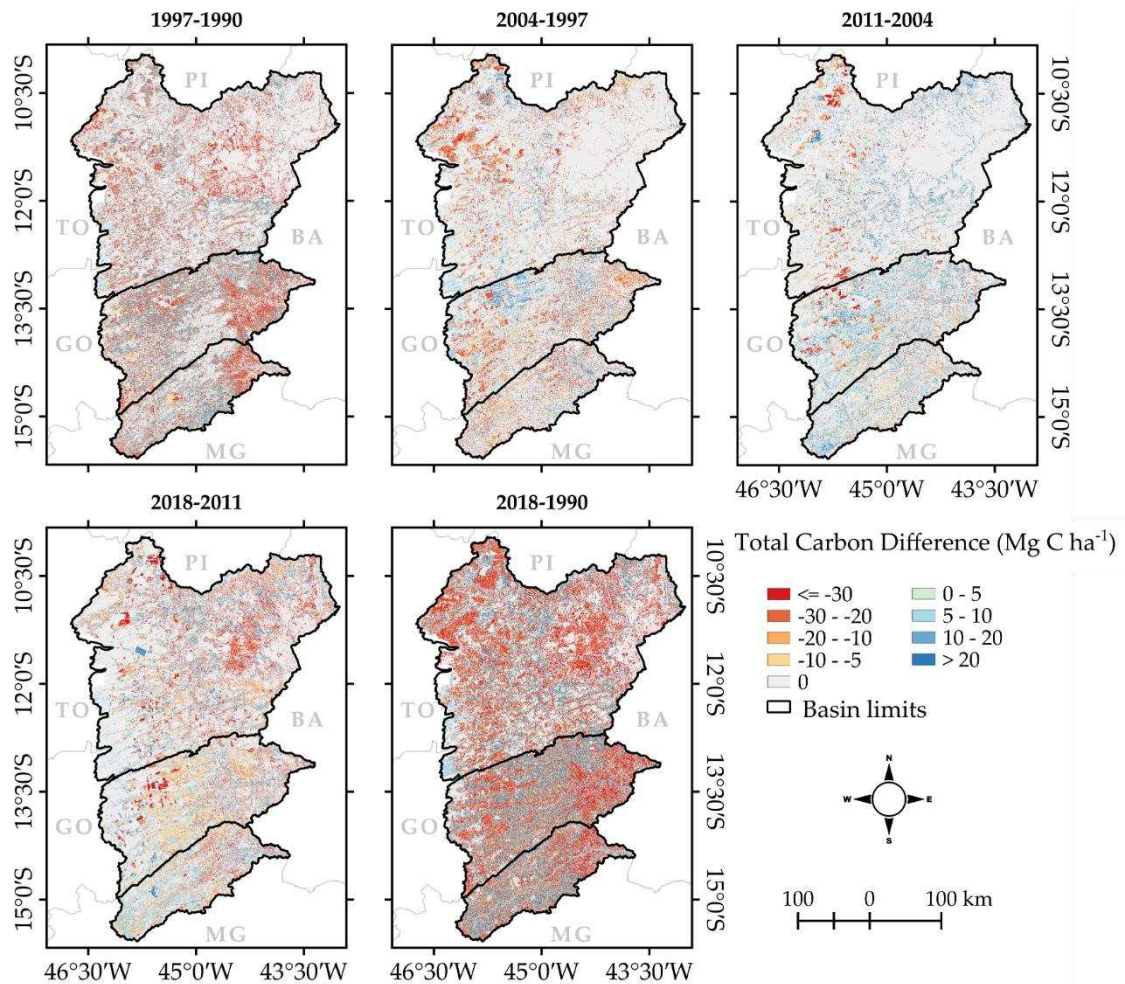 1997-1990
2004-1997
2011-2004
PI
TO
BA
GO
MG
10°30'S
12°0'S
13°30'S
15°0'S
PI
TO
BA
GO
MG
PI
TO
BA
GO
MG
10°30'S
12°0'S
13°30'S
15°0'S
46°30'W 45°0'W 43°30'W
2018-2011
2018-1990
PI
TO
BA
GO
MG
10°30'S
12°0'S
13°30'S
15°0'S
46°30'W 45°0'W 43°30'W
PI
TO
BA
GO
MG
10°30'S
12°0'S
13°30'S
15°0'S
46°30'W 45°0'W 43°30'W
Total Carbon Difference (Mg C ha⁻¹)
<= -30
-30 - -20
-20 - -10
-10 - -5
0
0 - 5
5 - 10
10 - 20
> 20
Basin limits
N
W E
S
100 0 100 km